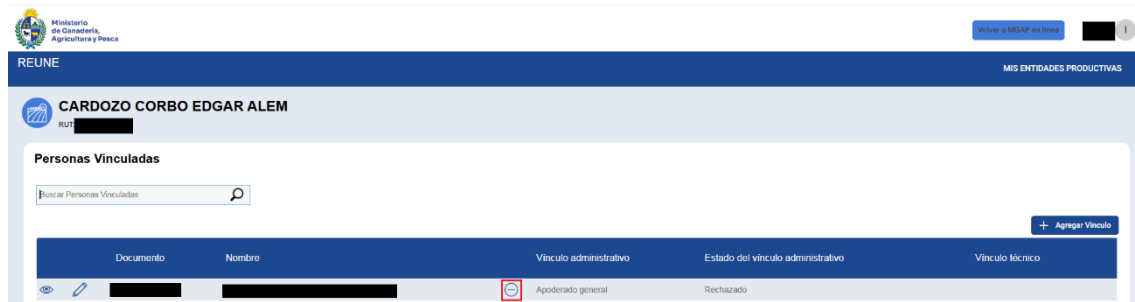 Ministerio
de Ganadería,
Agricultura y Pesca
Volver a MGAP en línea
I
REUNE
MIS ENTIDADES PRODUCTIVAS
CARDOZO CORBO EDGAR ALEM
RUT:
Personas Vinculadas
Buscar Personas Vinculadas
+ Agregar Vínculo
Documento Nombre Vínculo administrativo Estado del vínculo administrativo Vínculo técnico
Apoderado general Rechazado